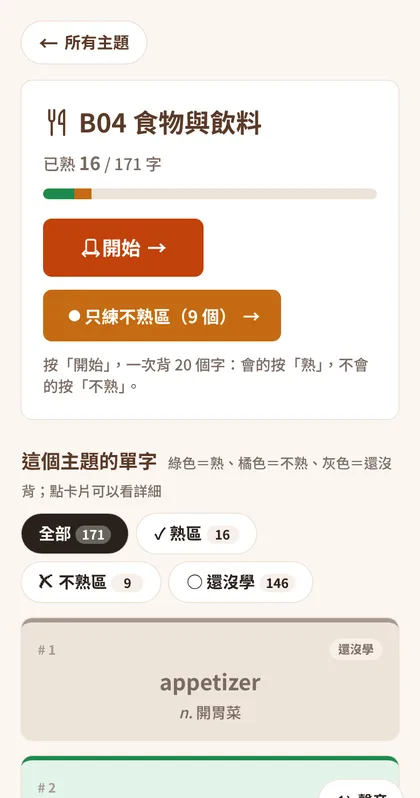 ← 所有主題
B04 食物與飲料
已熟 16 / 171 字
開始 →
只練不熟區（9 個） →
按「開始」，一次背 20 個字：會的按「熟」，不會
的按「不熟」。
這個主題的單字 綠色＝熟、橘色＝不熟、灰色＝還沒
背；點卡片可以看詳細
全部 171 ✓ 熟區 16
不熟區 9 ○ 還沒學 146
# 1 還沒學
appetizer
n. 開胃菜
# 2